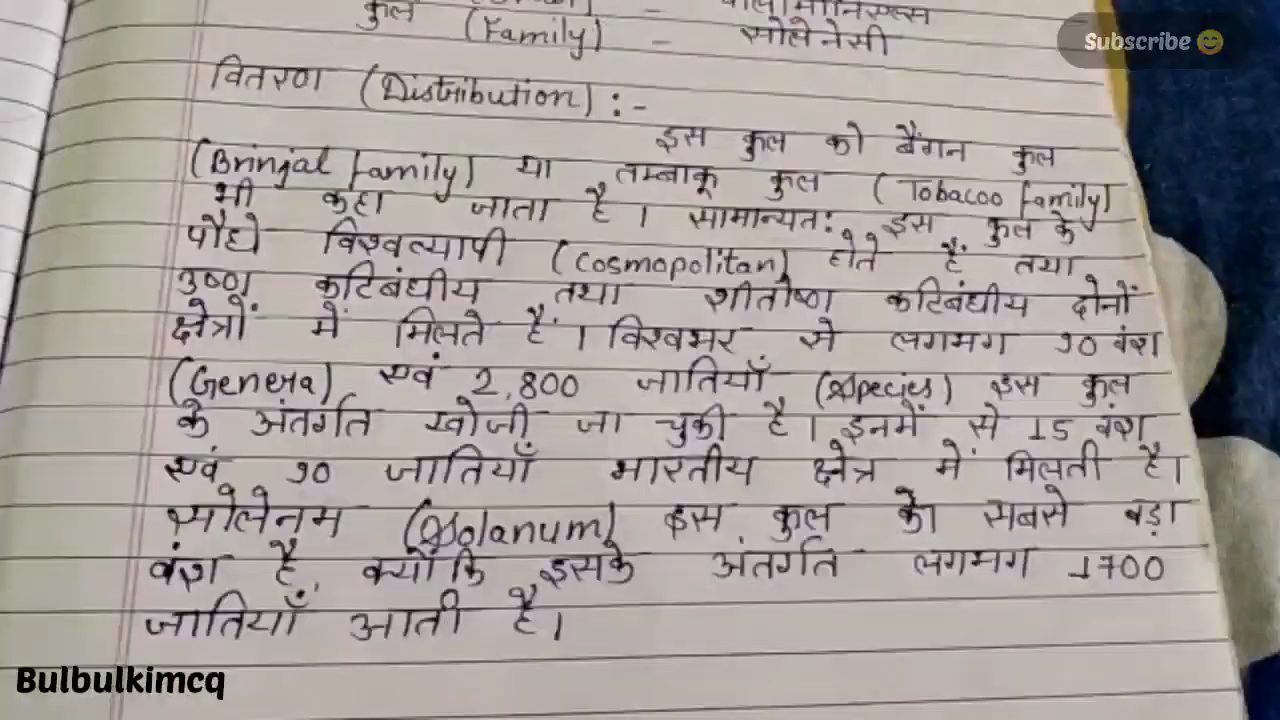 कुल (Family) - सोलेनेसी
Subscribe 😊
वितरण (Distribution) :-
इस कुल को बैंगन कुल
(Brinjal family) या तम्बाकू कुल (Tobacoo family)
भी कहा जाता है। सामान्यत: इस कुल के
पौधे विश्वव्यापी (Cosmopolitan) होते हैं तथा
उष्ण कटिबंधीय तथा शीतोष्ण कटिबंधीय दोनों
क्षेत्रों में मिलते हैं। विश्वभर से लगभग 90 वंश
(Genera) एवं 2,800 जातियाँ (Species) इस कुल
के अंतर्गत खोजी जा चुकी है। इनमें से 15 वंश
एवं 90 जातियाँ भारतीय क्षेत्र में मिलती है।
सोलेनम (Solanum) इस कुल का सबसे बड़ा
वंश है, क्योंकि इसके अंतर्गत लगभग 1700
जातियाँ आती है।
Bulbulkimcq